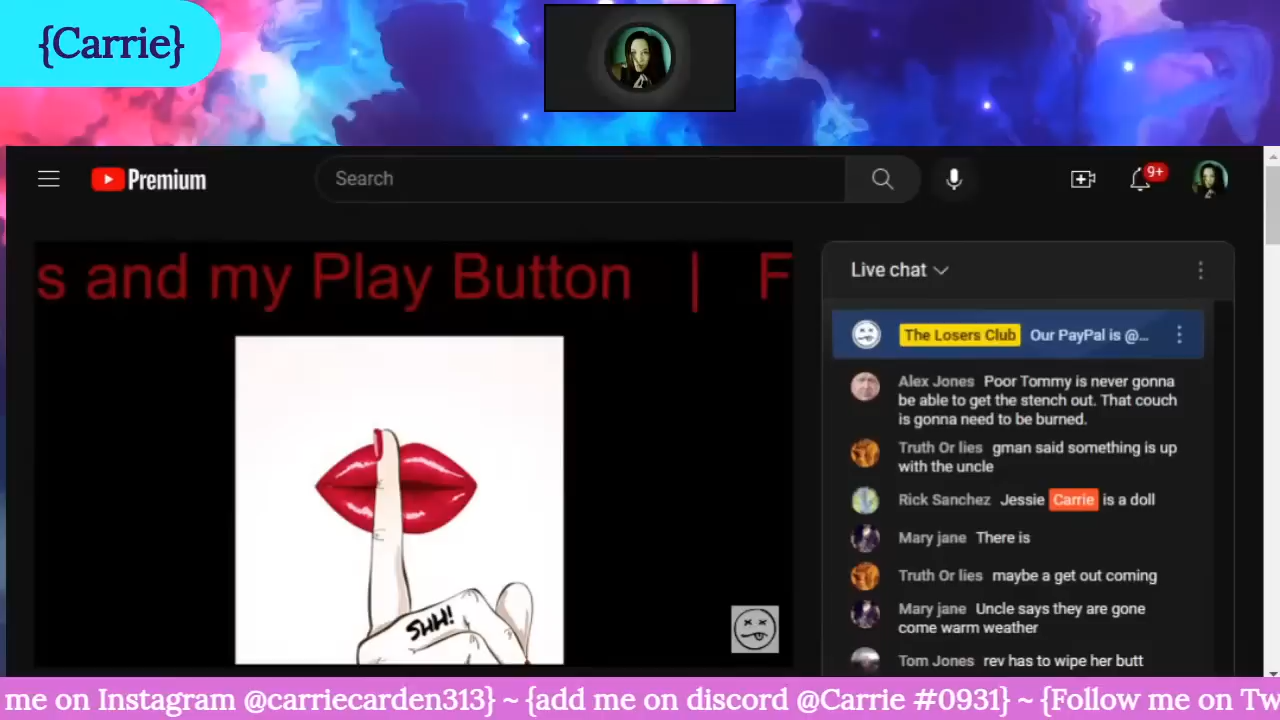 {Carrie}
Premium
Search
9+
s and my Play Button | F
SHH!
Live chat
The Losers Club Our PayPal is @...
Alex Jones Poor Tommy is never gonna
be able to get the stench out. That couch
is gonna need to be burned.
Truth Or lies gman said something is up
with the uncle
Rick Sanchez Jessie Carrie is a doll
Mary jane There is
Truth Or lies maybe a get out coming
Mary jane Uncle says they are gone
come warm weather
Tom Jones rev has to wipe her butt
me on Instagram @carriecarden313} ~ {add me on discord @Carrie #0931} ~ {Follow me on Tw